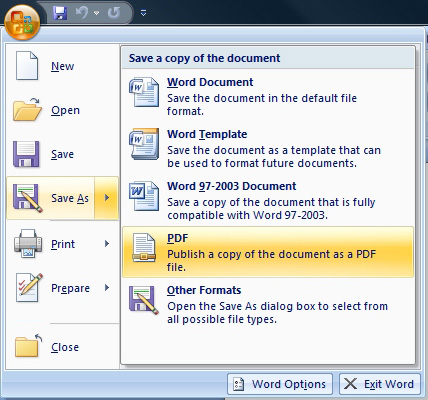 New
Open
Save
Save As
Print
Prepare
Close
Save a copy of the document
Word Document
Save the document in the default file
format.
Word Template
Save the document as a template that can
be used to format future documents.
Word 97-2003 Document
Save a copy of the document that is fully
compatible with Word 97-2003.
PDF
Publish a copy of the document as a PDF
file.
Other Formats
Open the Save As dialog box to select from
all possible file types.
Word Options
Exit Word